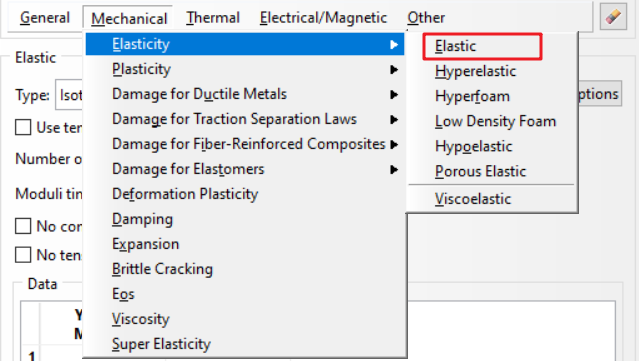 General Mechanical Thermal Electrical/Magnetic Other
Elasticity
Plasticity
Damage for Ductile Metals
Damage for Traction Separation Laws
Damage for Fiber-Reinforced Composites
Damage for Elastomers
Deformation Plasticity
Damping
Expansion
Brittle Cracking
Eos
Viscosity
Super Elasticity
Elastic
Hyperelastic
Hyperfoam
Low Density Foam
Hypoelastic
Porous Elastic
Viscoelastic
Elastic
Type: Isot
ptions
Use ten
Number o
Moduli tim
No con
No tens
Data
Y
M
1